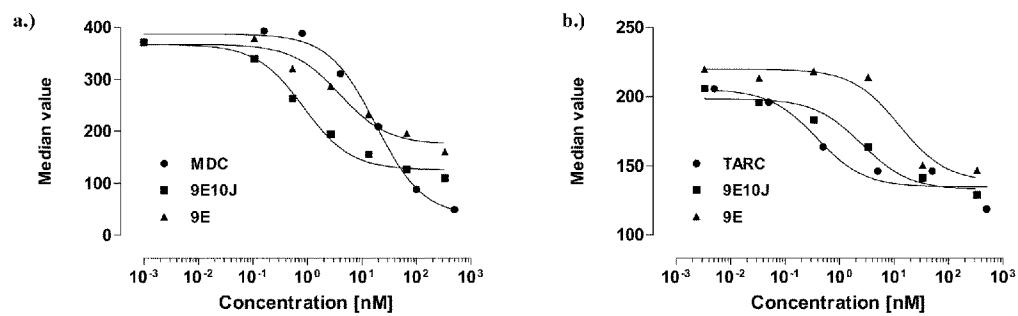 a.)
Median value
400
300
200
100
0
MDC
9E10J
9E
10⁻³ 10⁻² 10⁻¹ 10⁰ 10¹ 10² 10³
Concentration [nM]
b.)
Median value
250
200
150
100
TARC
9E10J
9E
10⁻³ 10⁻² 10⁻¹ 10⁰ 10¹ 10² 10³
Concentration [nM]